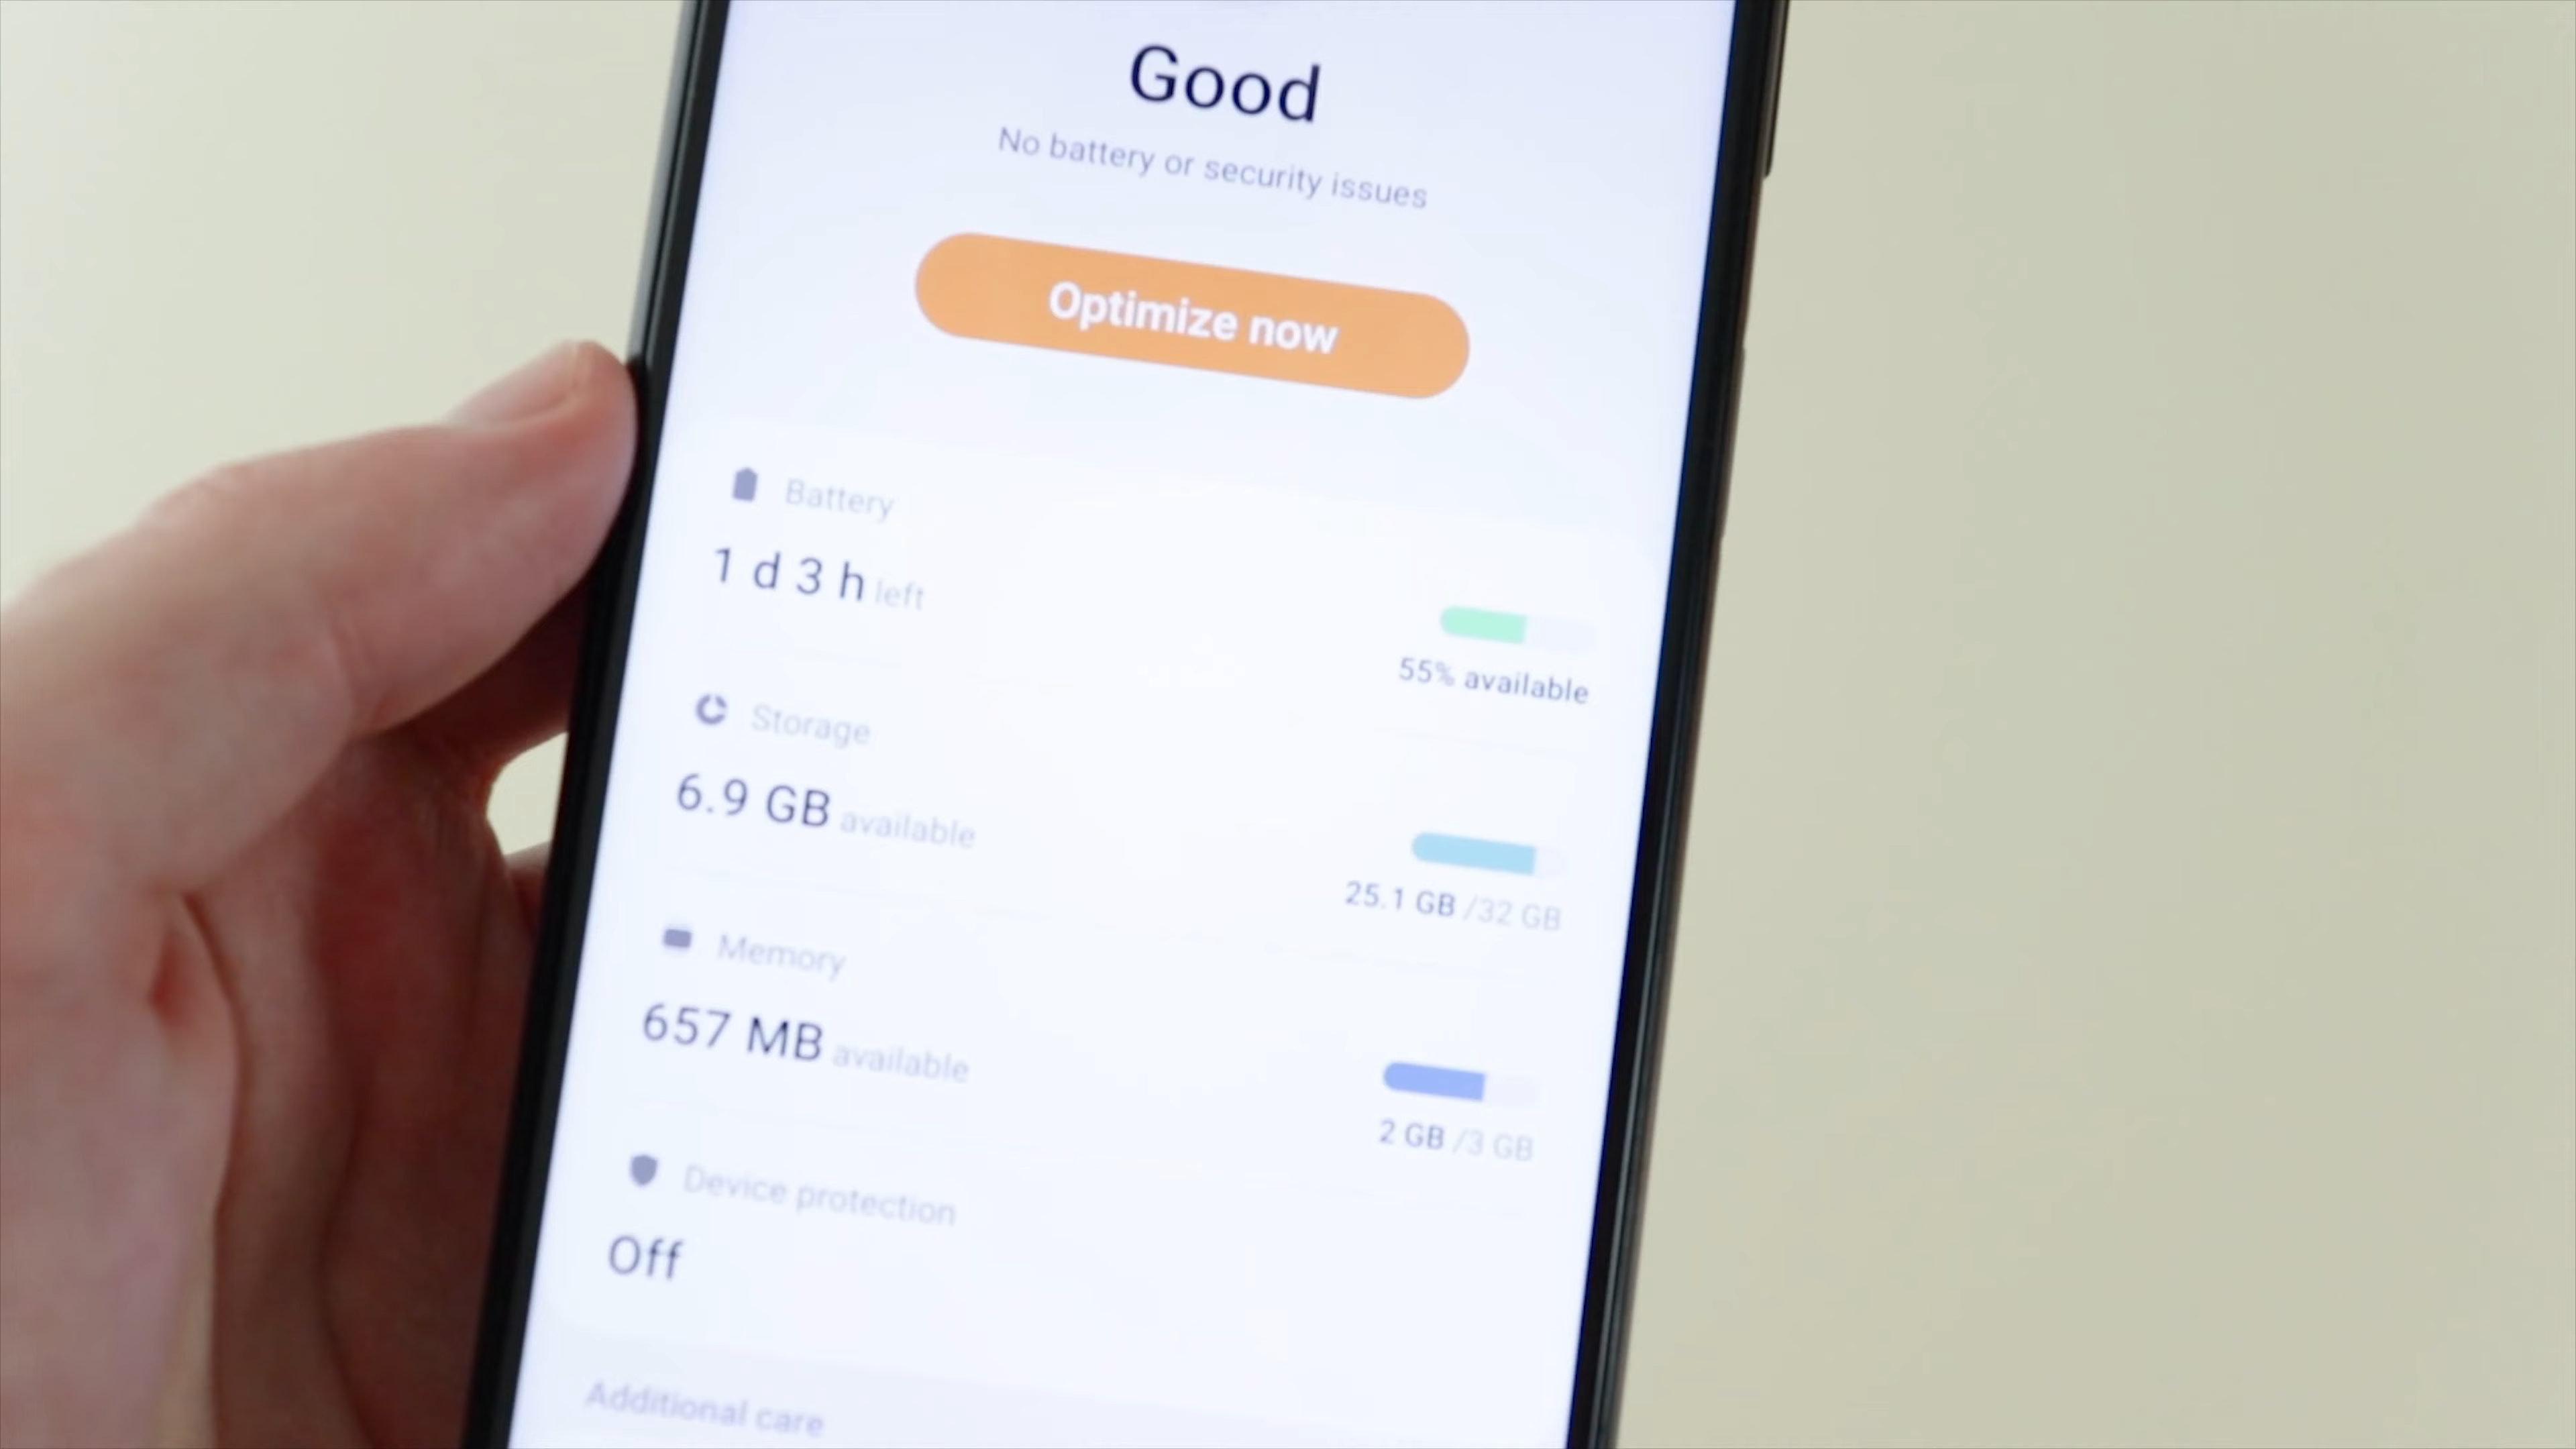 Good
No battery or security issues
Optimize now
Battery
1 d 3 h left
55% available
Storage
6.9 GB available
25.1 GB /32 GB
Memory
657 MB available
2 GB /3 GB
Device protection
Off
Additional care